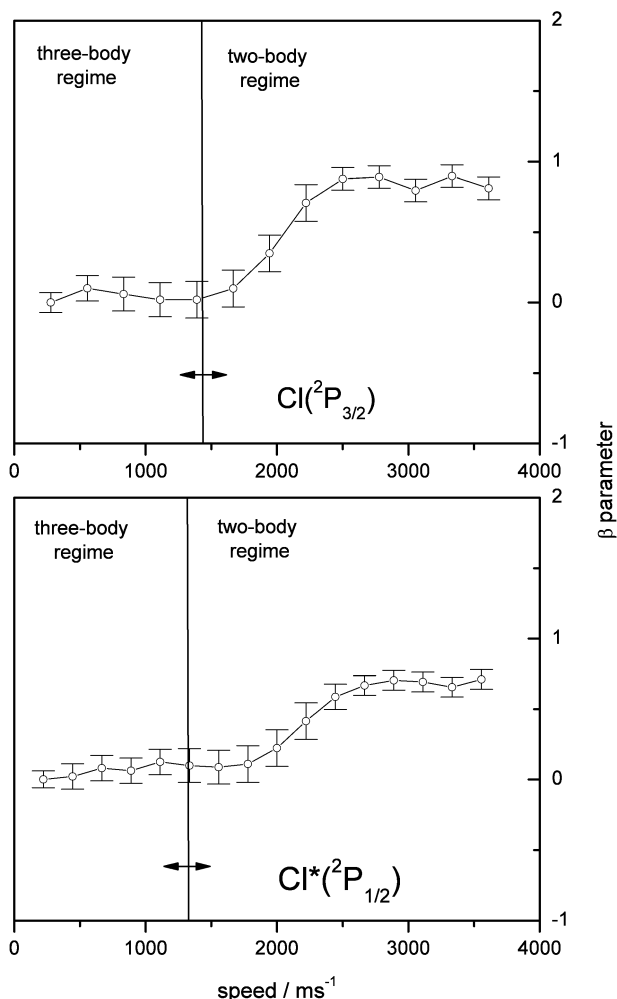 three-body
regime
two-body
regime
2
1
0
-1
Cl(²P₃/₂)
0 1000 2000 3000 4000
β parameter
three-body
regime
two-body
regime
2
1
0
-1
Cl*(²P₁/₂)
0 1000 2000 3000 4000
speed / ms⁻¹